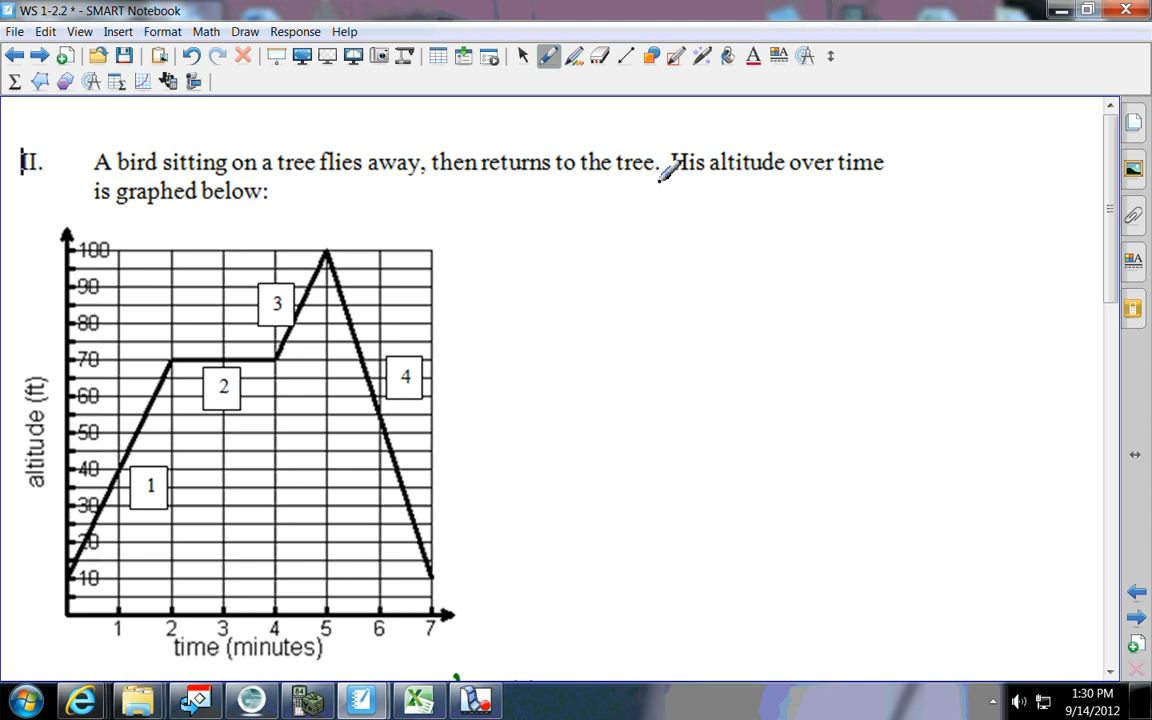 WS 1-2.2 * - SMART Notebook
File Edit View Insert Format Math Draw Response Help
II. A bird sitting on a tree flies away, then returns to the tree. His altitude over time
is graphed below:
100
90
3
80
70
4
2
60
50
40
1
30
20
10
altitude (ft)
1 2 3 4 5 6 7
time (minutes)
1:30 PM
9/14/2012